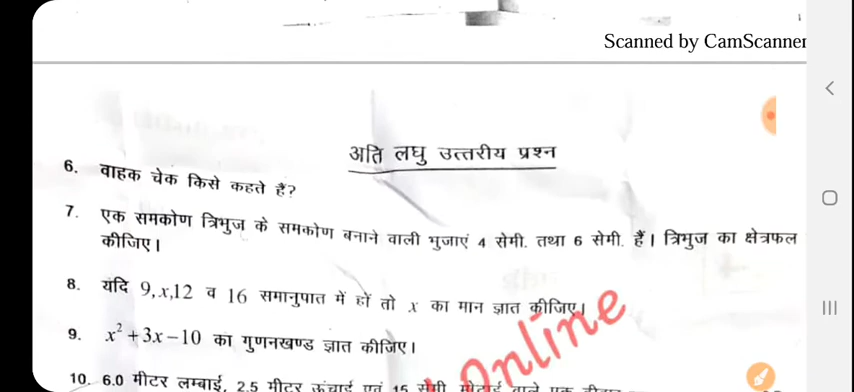 Scanned by CamScanner
अति लघु उत्तरीय प्रश्न
6. वाहक चेक किसे कहते हैं?
7. एक समकोण त्रिभुज के समकोण बनाने वाली भुजाएं 4 सेमी. तथा 6 सेमी. हैं। त्रिभुज का क्षेत्रफल
कीजिए।
8. यदि 9, x,12 व 16 समानुपात में हों तो x का मान ज्ञात कीजिए।
9. x² +3x−10 का गुणनखण्ड ज्ञात कीजिए।
Online
10. 6.0 मीटर लम्बाई, 2.5 मीटर ऊंचाई एवं 15 सेमी मोटाई वाले एक